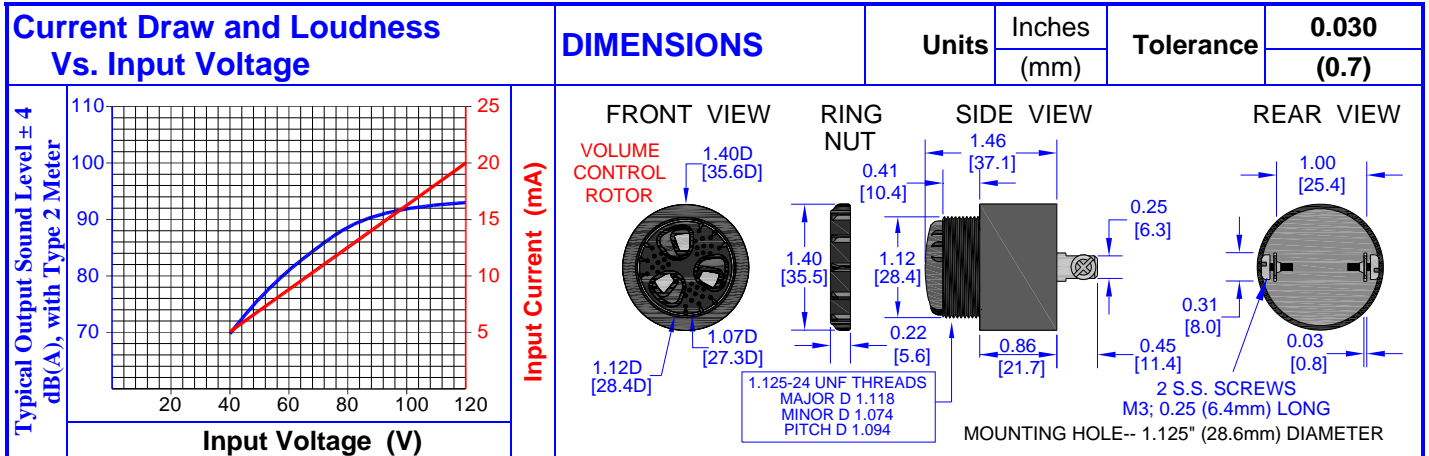 Current Draw and Loudness
Vs. Input Voltage
DIMENSIONS
Units
Inches
(mm)
Tolerance
0.030
(0.7)
Typical Output Sound Level ± 4
dB(A), with Type 2 Meter
110
100
90
80
70
25
20
15
10
5
Input Current (mA)
20 40 60 80 100 120
Input Voltage (V)
FRONT VIEW
VOLUME
CONTROL
ROTOR
1.40D
[35.6D]
1.07D
[27.3D]
1.12D
[28.4D]
RING
NUT
1.40
[35.5]
0.22
[5.6]
SIDE VIEW
1.46
[37.1]
0.41
[10.4]
1.12
[28.4]
0.25
[6.3]
0.86
[21.7]
0.45
[11.4]
1.125-24 UNF THREADS
MAJOR D 1.118
MINOR D 1.074
PITCH D 1.094
REAR VIEW
1.00
[25.4]
0.31
[8.0]
0.03
[0.8]
2 S.S. SCREWS
M3; 0.25 (6.4mm) LONG
MOUNTING HOLE-- 1.125" (28.6mm) DIAMETER